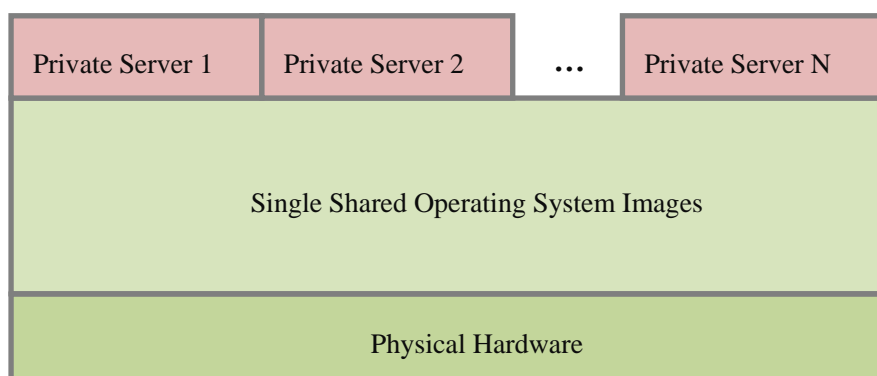 Private Server 1 Private Server 2 ... Private Server N
Single Shared Operating System Images
Physical Hardware